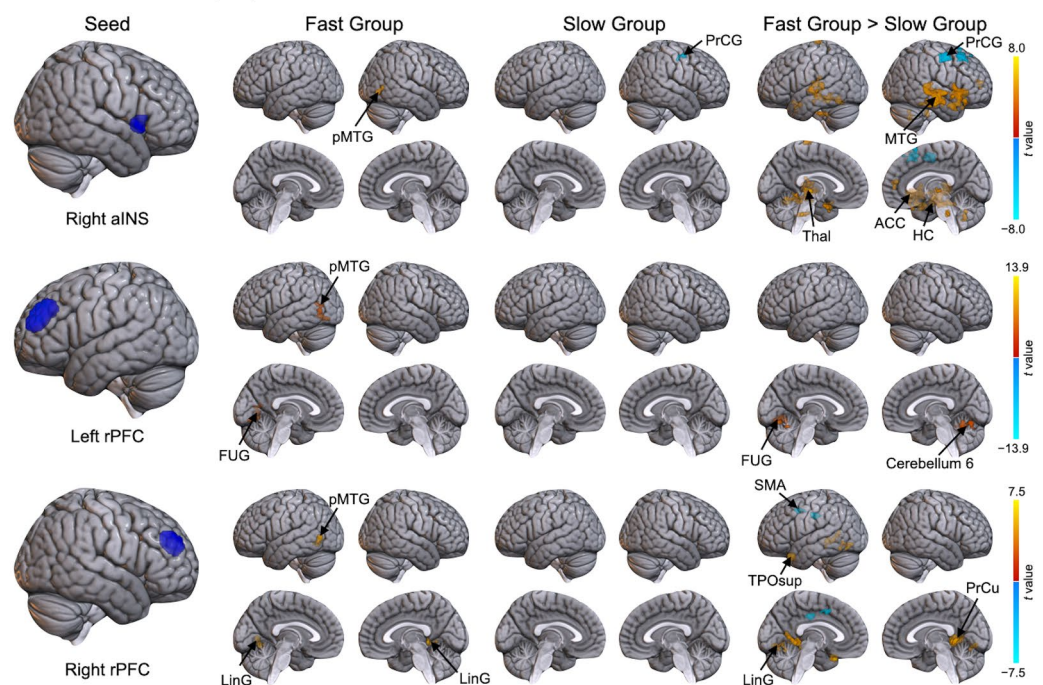 Seed
Fast Group
Slow Group
Fast Group > Slow Group
PrCG
PrCG
8.0
pMTG
MTG
t value
Right aINS
Thal
ACC
HC
−8.0
pMTG
13.9
t value
Left rPFC
FUG
FUG
Cerebellum 6
−13.9
pMTG
SMA
7.5
TPOsup
PrCu
t value
Right rPFC
LinG
LinG
LinG
−7.5